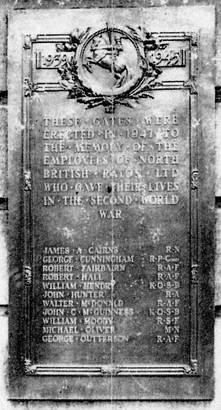 1939 1945
THESE GATES WERE
ERECTED IN 1947 TO
THE MEMORY OF THE
EMPLOYEES OF NORTH
BRITISH RAYON LTD
WHO GAVE THEIR LIVES
IN THE SECOND WORLD
WAR
JAMES A CAIRNS R·N
GEORGE CUNNINGHAM R·P·Corps
ROBERT FAIRBAIRN R·A·F
ROBERT HALL R·A·F
WILLIAM HENDRY K·O·S·B
JOHN HUNTER R·A
WALTER McDONALD R·A·F
JOHN C McGUINNESS K·O·S·B
WILLIAM MOGGY R·S·F
MICHAEL OLIVER M·N
GEORGE OUTTERSON R·A·F